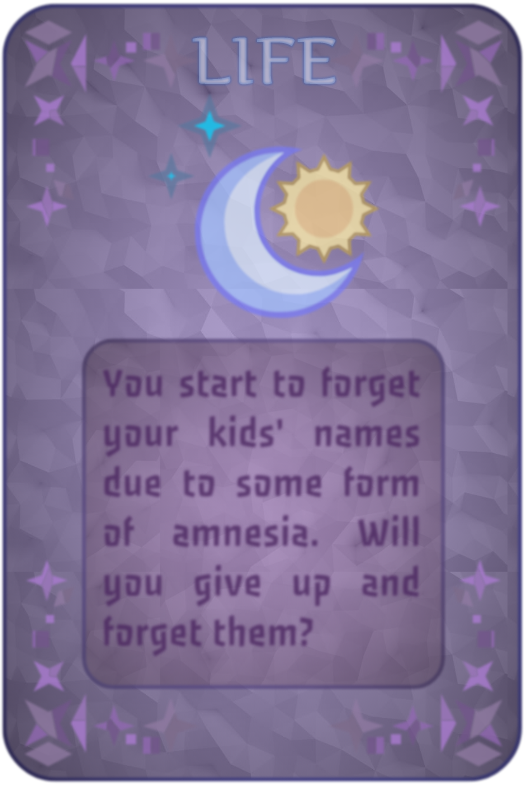 LIFE
You start to forget
your kids' names
due to some form
of amnesia. Will
you give up and
forget them?